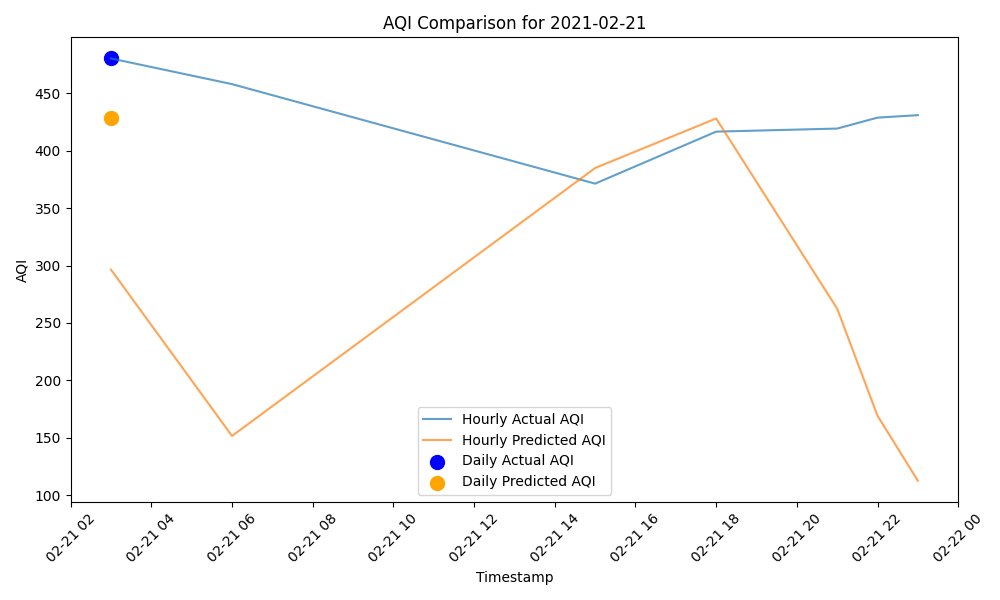 AQI Comparison for 2021-02-21
AQI
450
400
350
300
250
200
150
100
Hourly Actual AQI
Hourly Predicted AQI
Daily Actual AQI
Daily Predicted AQI
02-21 02
02-21 04
02-21 06
02-21 08
02-21 10
02-21 12
02-21 14
02-21 16
02-21 18
02-21 20
02-21 22
02-22 00
Timestamp